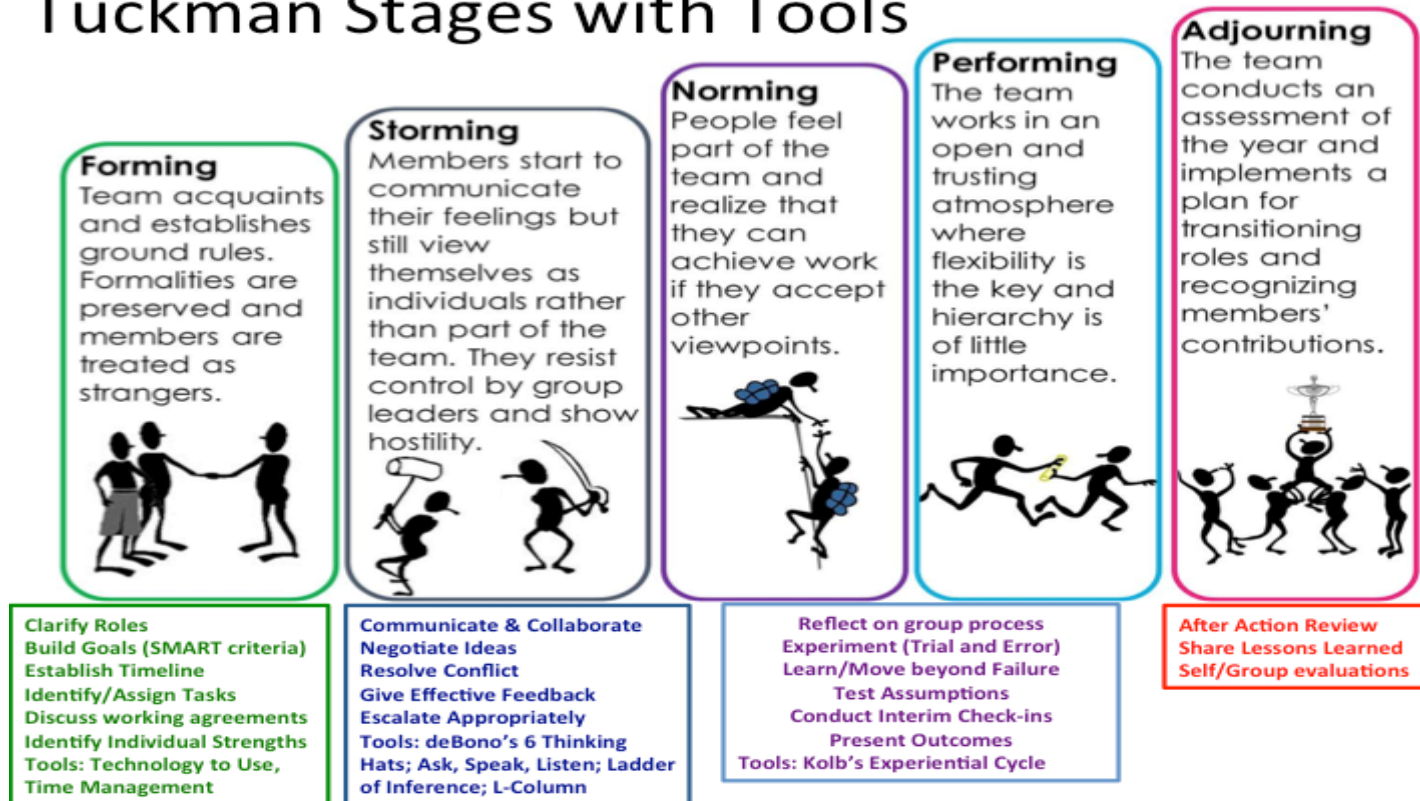 Tuckman Stages with Tools
Forming
Team acquaints
and establishes
ground rules.
Formalities are
preserved and
members are
treated as
strangers.
Storming
Members start to
communicate
their feelings but
still view
themselves as
individuals rather
than part of the
team. They resist
control by group
leaders and show
hostility.
Norming
People feel
part of the
team and
realize that
they can
achieve work
if they accept
other
viewpoints.
Performing
The team
works in an
open and
trusting
atmosphere
where
flexibility is
the key and
hierarchy is
of little
importance.
Adjourning
The team
conducts an
assessment of
the year and
implements a
plan for
transitioning
roles and
recognizing
members'
contributions.
Clarify Roles
Build Goals (SMART criteria)
Establish Timeline
Identify/Assign Tasks
Discuss working agreements
Identify Individual Strengths
Tools: Technology to Use,
Time Management
Communicate & Collaborate
Negotiate Ideas
Resolve Conflict
Give Effective Feedback
Escalate Appropriately
Tools: deBono's 6 Thinking
Hats; Ask, Speak, Listen; Ladder
of Inference; L-Column
Reflect on group process
Experiment (Trial and Error)
Learn/Move beyond Failure
Test Assumptions
Conduct Interim Check-ins
Present Outcomes
Tools: Kolb's Experiential Cycle
After Action Review
Share Lessons Learned
Self/Group evaluations